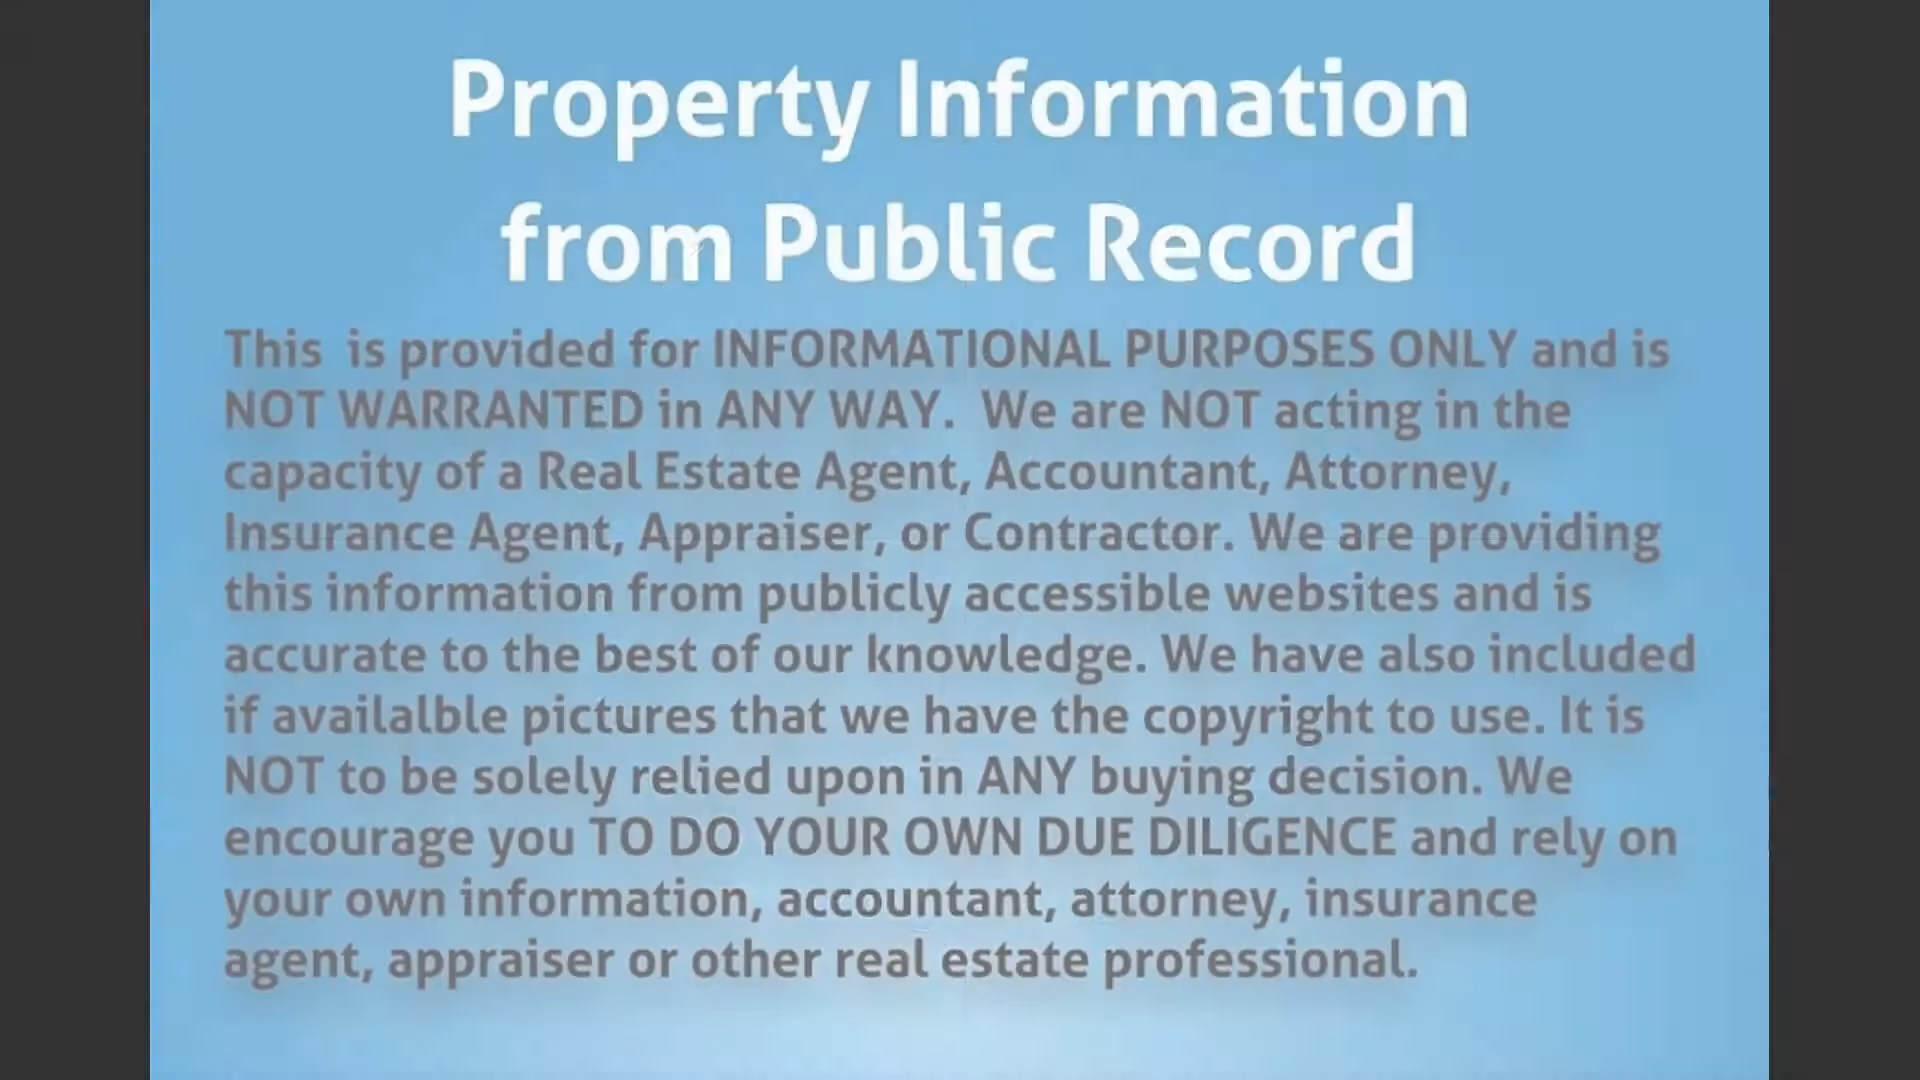 Property Information
from Public Record
This  is provided for INFORMATIONAL PURPOSES ONLY and is
NOT WARRANTED in ANY WAY.  We are NOT acting in the
capacity of a Real Estate Agent, Accountant, Attorney,
Insurance Agent, Appraiser, or Contractor. We are providing
this information from publicly accessible websites and is
accurate to the best of our knowledge. We have also included
if availalble pictures that we have the copyright to use. It is
NOT to be solely relied upon in ANY buying decision. We
encourage you TO DO YOUR OWN DUE DILIGENCE and rely on
your own information, accountant, attorney, insurance
agent, appraiser or other real estate professional.